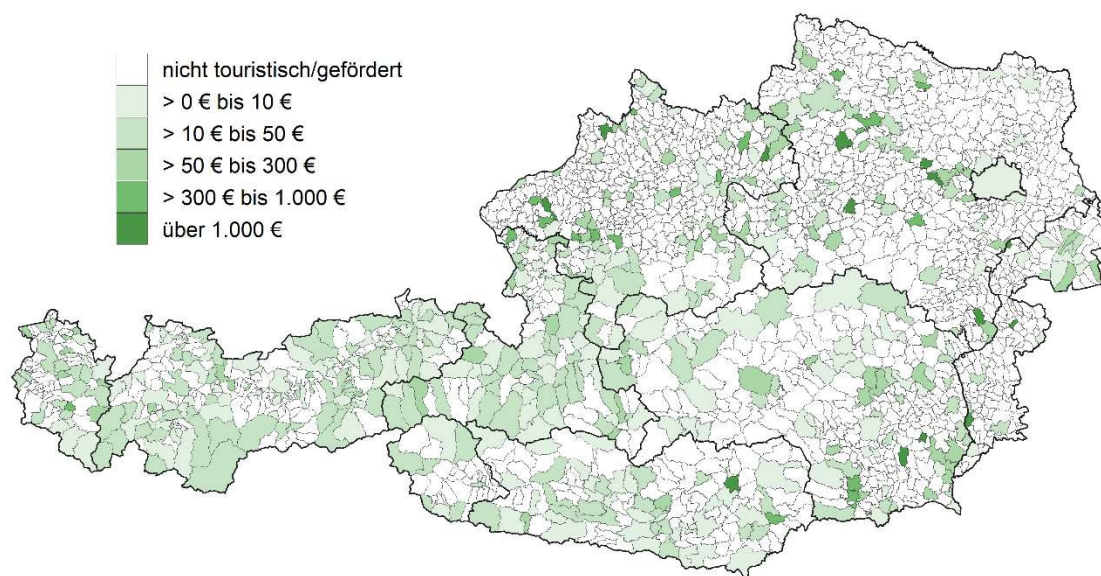 nicht touristisch/gefördert
> 0 € bis 10 €
> 10 € bis 50 €
> 50 € bis 300 €
> 300 € bis 1.000 €
über 1.000 €